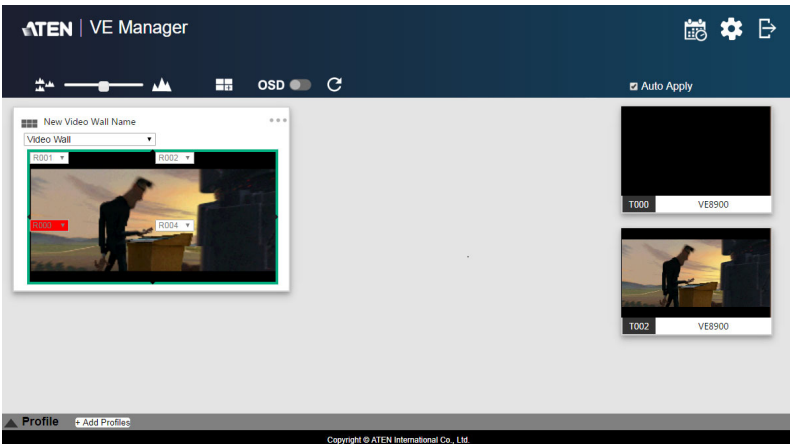 ATEN | VE Manager
OSD
Auto Apply
New Video Wall Name
Video Wall
R001
R002
R003
R004
T000 VE8900
T002 VE8900
Profile + Add Profiles
Copyright © ATEN International Co., Ltd.